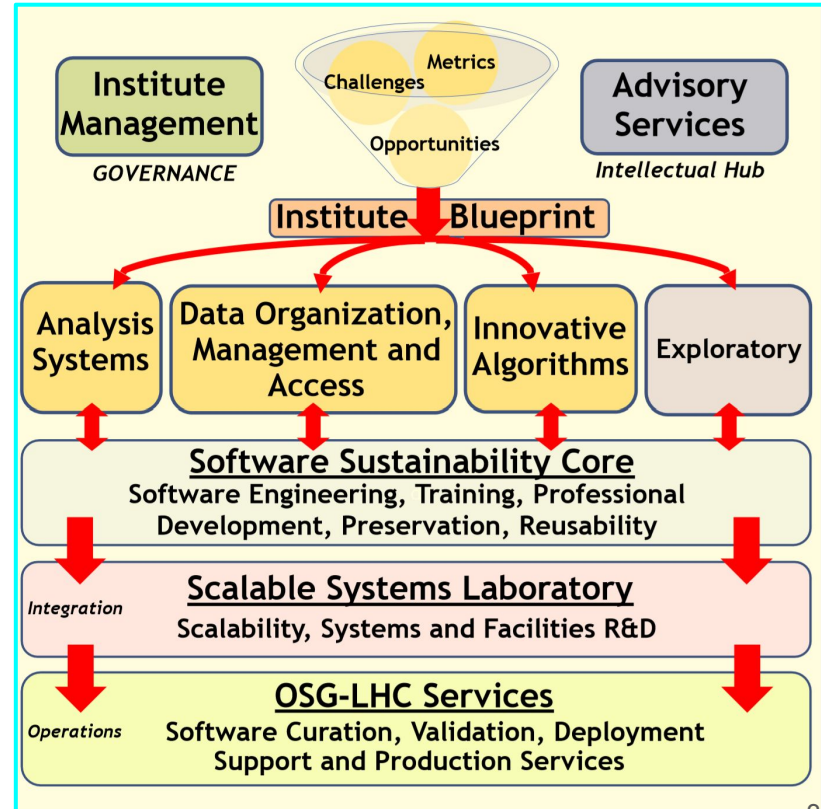 Institute
Management
GOVERNANCE
Challenges
Metrics
Opportunities
Advisory
Services
Intellectual Hub
Institute Blueprint
Analysis
Systems
Data Organization,
Management and
Access
Innovative
Algorithms
Exploratory
Software Sustainability Core
Software Engineering, Training, Professional
Development, Preservation, Reusability
Integration
Scalable Systems Laboratory
Scalability, Systems and Facilities R&D
OSG-LHC Services
Operations
Software Curation, Validation, Deployment
Support and Production Services